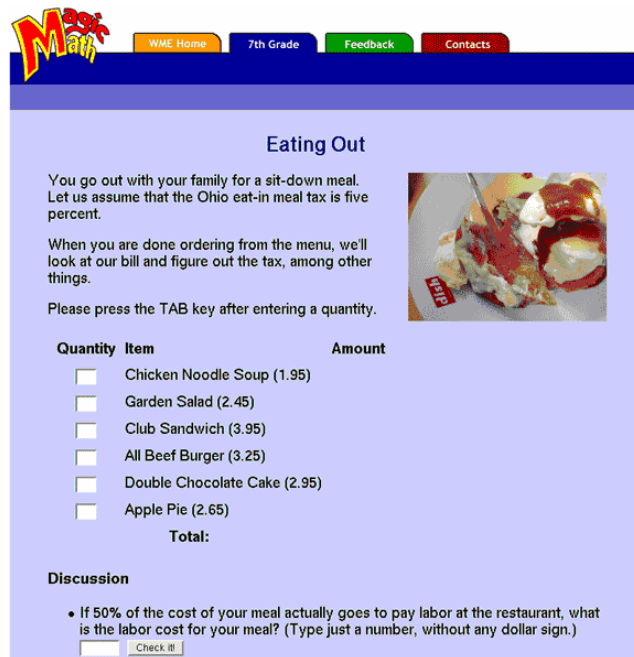 Magic Math
WME Home 7th Grade Feedback Contacts
Eating Out
You go out with your family for a sit-down meal.
Let us assume that the Ohio eat-in meal tax is five
percent.
When you are done ordering from the menu, we'll
look at our bill and figure out the tax, among other
things.
Please press the TAB key after entering a quantity.
dish
Quantity Item Amount
Chicken Noodle Soup (1.95)
Garden Salad (2.45)
Club Sandwich (3.95)
All Beef Burger (3.25)
Double Chocolate Cake (2.95)
Apple Pie (2.65)
Total:
Discussion
• If 50% of the cost of your meal actually goes to pay labor at the restaurant, what
is the labor cost for your meal? (Type just a number, without any dollar sign.)
Check it!